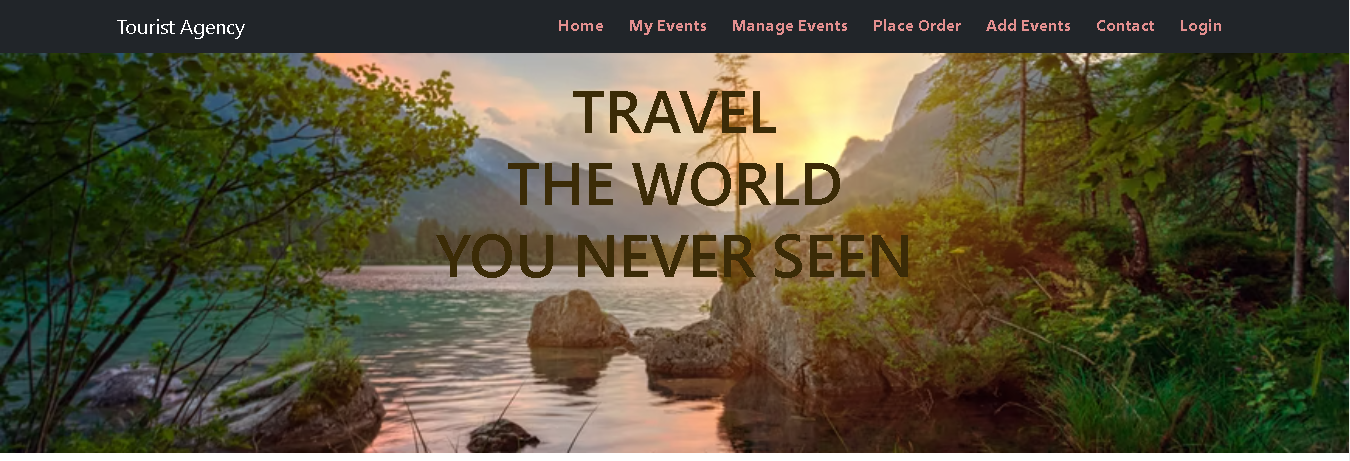 Tourist Agency Home My Events Manage Events Place Order Add Events Contact Login
TRAVEL
THE WORLD
YOU NEVER SEEN